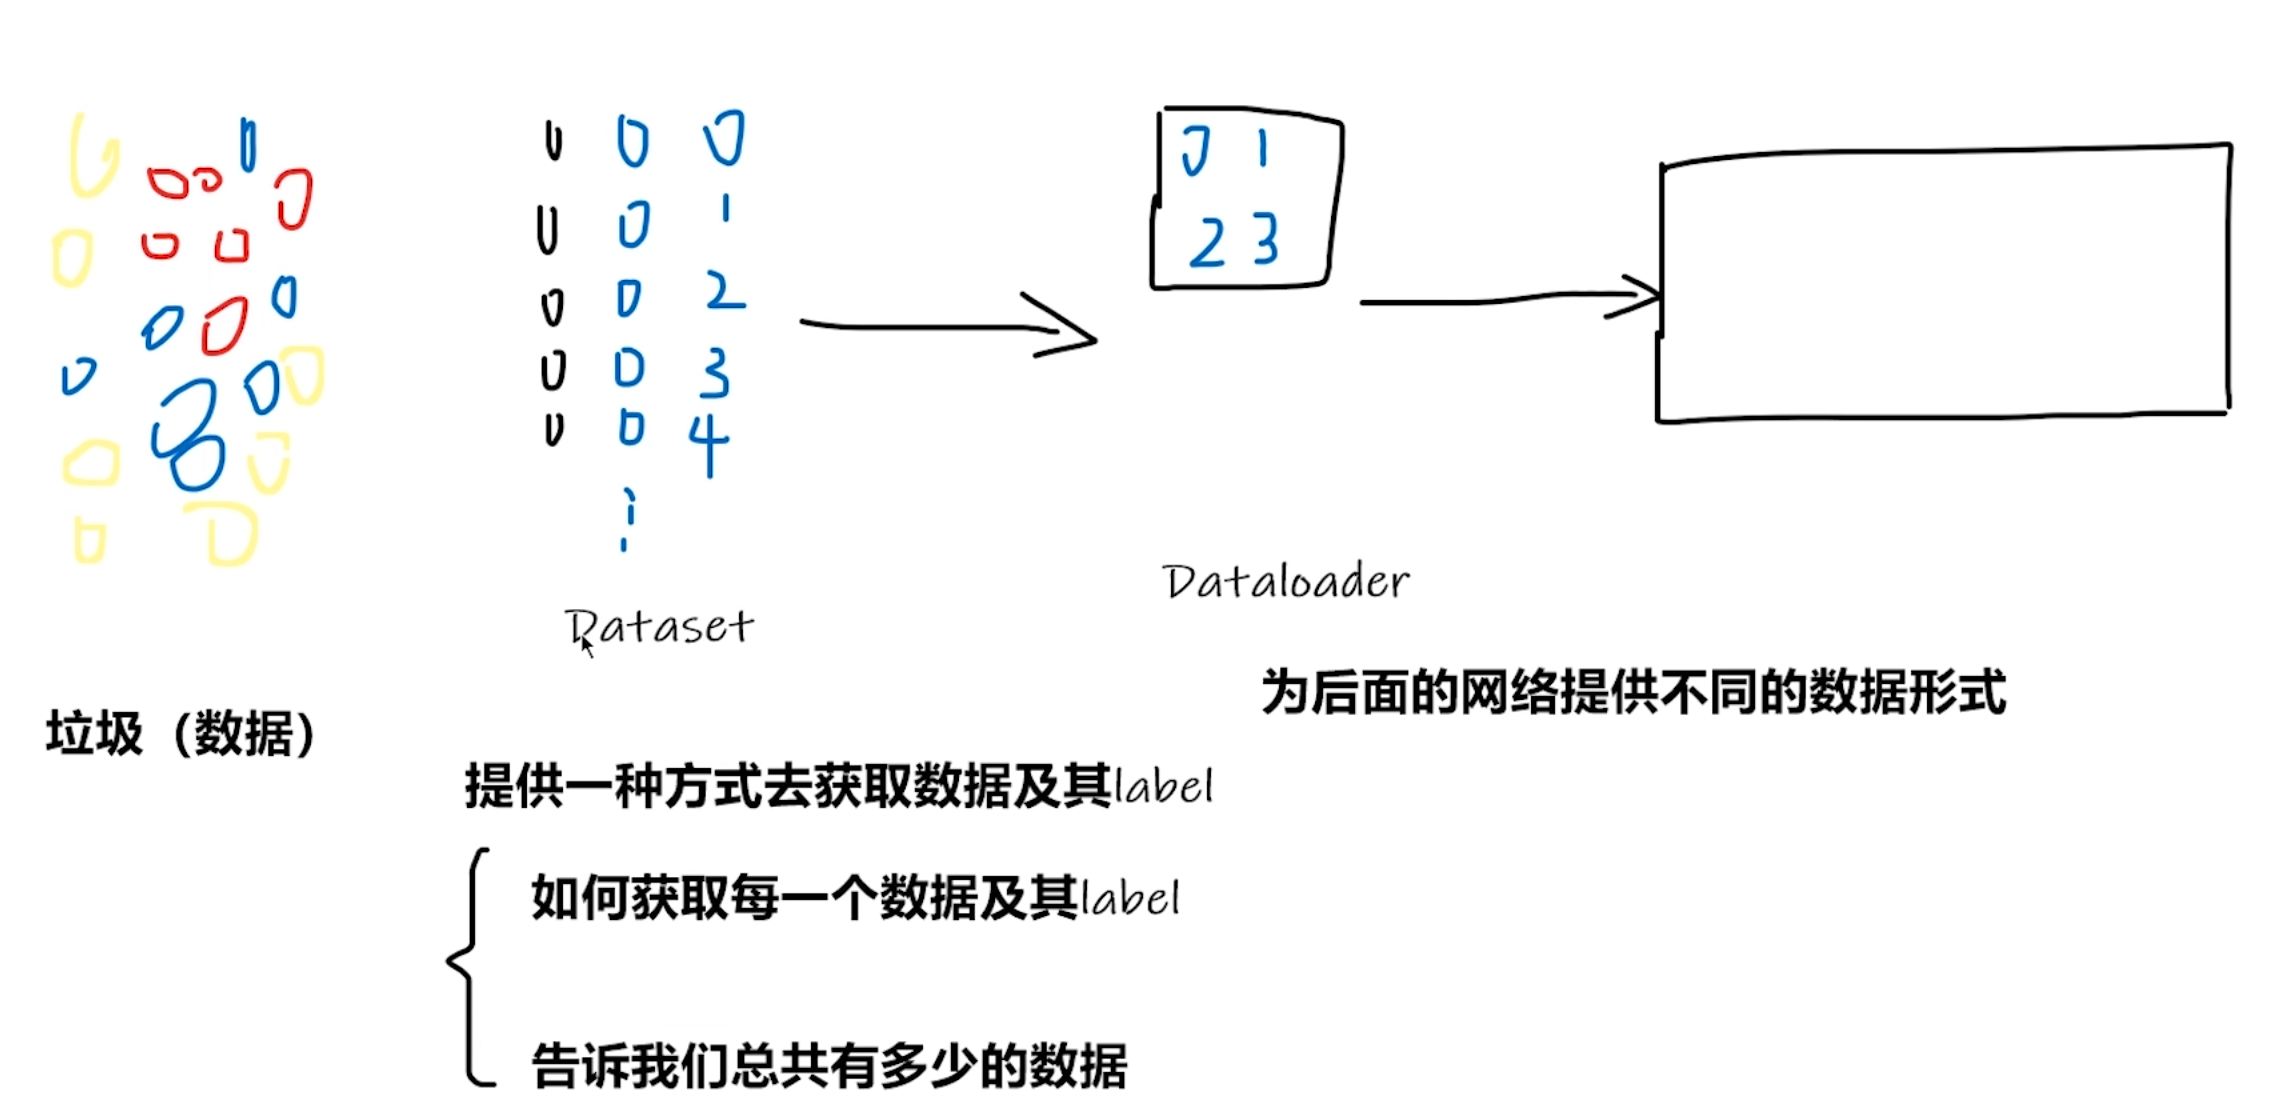 0 0 0
0 0 1
0 0 2
0 0 3
0 0 4
0 1
2 3
Dataloader
Dataset
为后面的网络提供不同的数据形式
垃圾（数据）
提供一种方式去获取数据及其label
如何获取每一个数据及其label
告诉我们总共有多少的数据